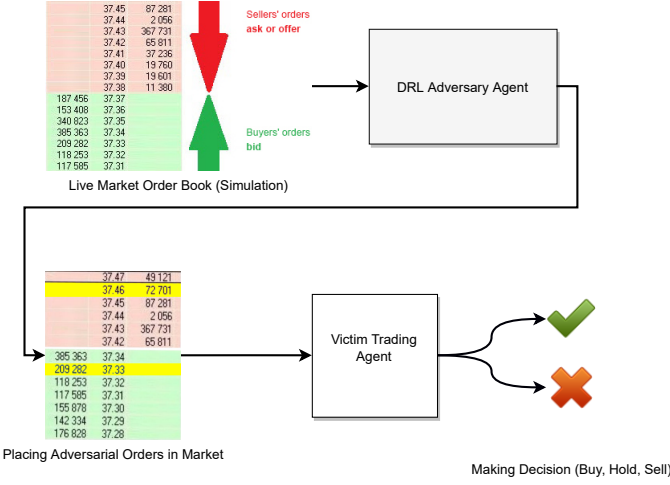 37.45 87 281
37.44 2 056
37.43 367 731
37.42 65 811
37.41 37 236
37.40 19 760
37.39 19 601
37.38 11 380
187 456 37.37
153 408 37.36
340 823 37.35
385 363 37.34
209 282 37.33
118 253 37.32
117 585 37.31
Sellers' orders
ask or offer
Buyers' orders
bid
Live Market Order Book (Simulation)
DRL Adversary Agent
37.47 49 121
37.46 72 701
37.45 87 281
37.44 2 056
37.43 367 731
37.42 65 811
385 363 37.34
209 282 37.33
118 253 37.32
117 585 37.31
155 878 37.30
142 334 37.29
176 828 37.28
Placing Adversarial Orders in Market
Victim Trading
Agent
Making Decision (Buy, Hold, Sell)